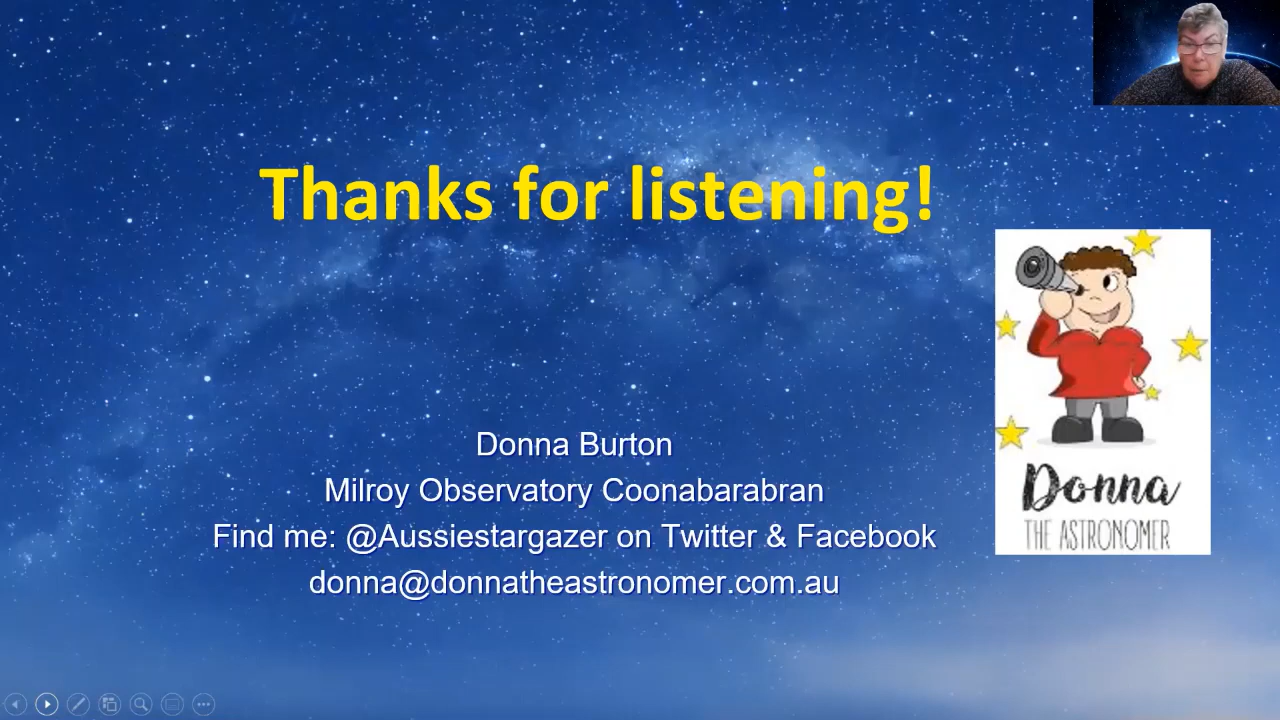 Thanks for listening!
Donna Burton
Milroy Observatory Coonabarabran
Find me: @Aussiestargazer on Twitter & Facebook
donna@donnatheastronomer.com.au
Donna
THE ASTRONOMER